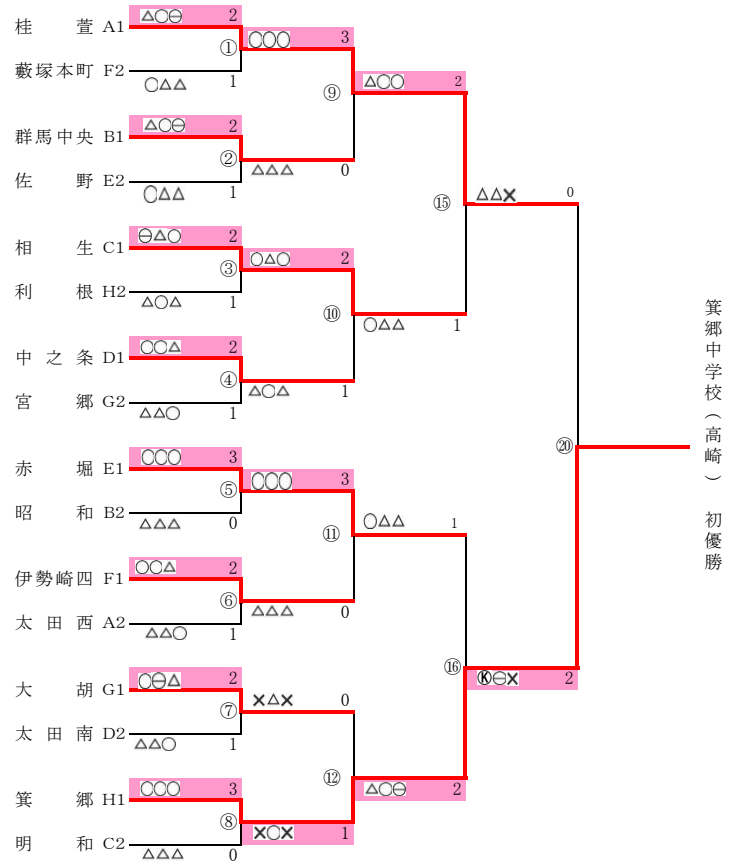 桂萱 A1 △○⊖ 2
① ○○○ 3
藪塚本町 F2 ○△△ 1
⑨ △○○ 2
群馬中央 B1 △○⊖ 2
② △△△ 0
佐野 E2 ○△△ 1
⑮ △△✕ 0
相生 C1 ⊖△○ 2
③ ○△○ 2
利根 H2 △○△ 1
⑩ ○△△ 1
中之条 D1 ○○△ 2
④ △○△ 1
宮郷 G2 △△○ 1
⑳
箕郷中学校(高崎) 初優勝
赤堀 E1 ○○○ 3
⑤ ○○○ 3
昭和 B2 △△△ 0
⑪ ○△△ 1
伊勢崎四 F1 ○○△ 2
⑥ △△△ 0
太田西 A2 △△○ 1
⑯ Ⓚ⊖✕ 2
大胡 G1 ○⊖△ 2
⑦ ✕△✕ 0
太田南 D2 △△○ 1
⑫ △○⊖ 2
箕郷 H1 ○○○ 3
⑧ ✕○✕ 1
明和 C2 △△△ 0